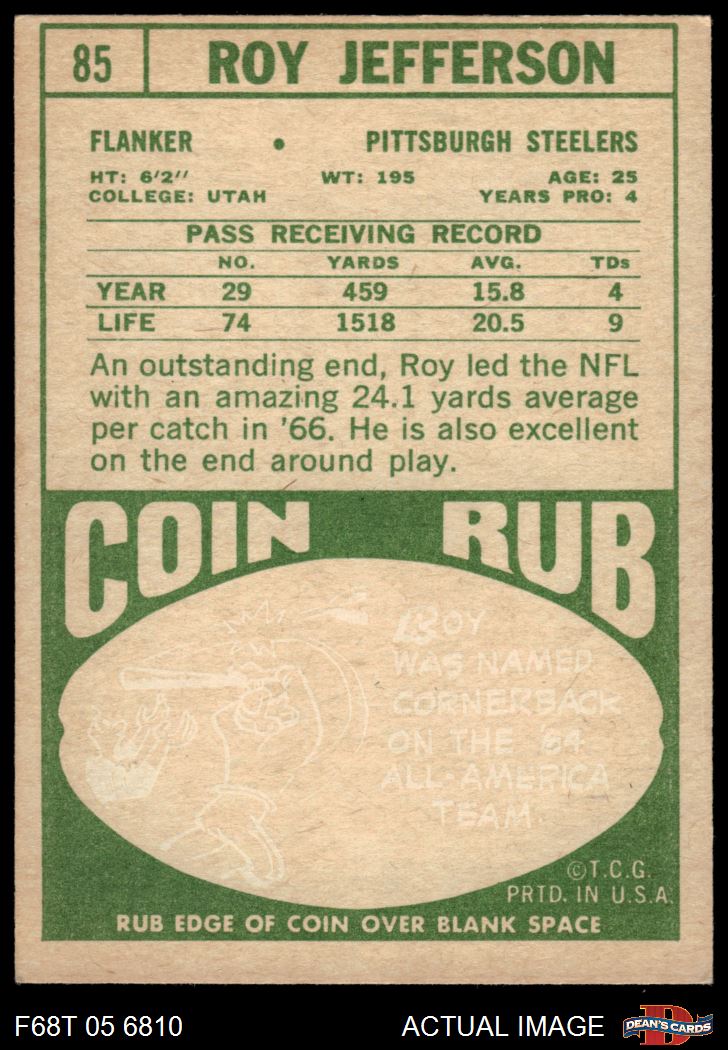 85 ROY JEFFERSON
FLANKER • PITTSBURGH STEELERS
HT: 6'2" WT: 195 AGE: 25
COLLEGE: UTAH YEARS PRO: 4
PASS RECEIVING RECORD
NO. YARDS AVG. TDs
YEAR 29 459 15.8 4
LIFE 74 1518 20.5 9
An outstanding end, Roy led the NFL
with an amazing 24.1 yards average
per catch in '66. He is also excellent
on the end around play.
COIN RUB
ROY
WAS NAMED
CORNERBACK
ON THE '64
ALL-AMERICA
TEAM.
©T.C.G.
PRTD. IN U.S.A.
RUB EDGE OF COIN OVER BLANK SPACE
F68T 05 6810 ACTUAL IMAGE D DEAN'S CARDS